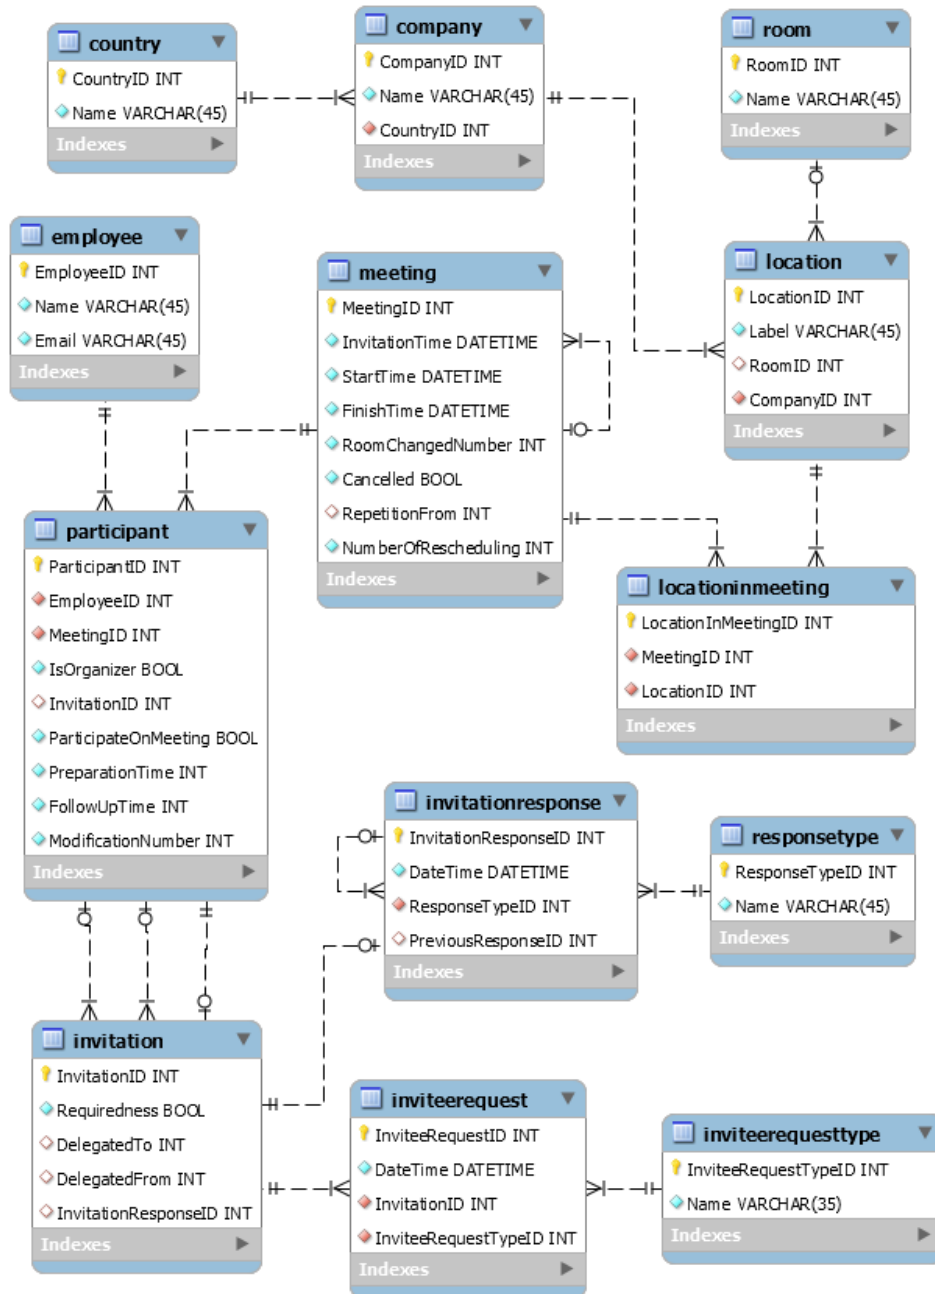 country
CountryID INT
Name VARCHAR(45)
Indexes
company
CompanyID INT
Name VARCHAR(45)
CountryID INT
Indexes
room
RoomID INT
Name VARCHAR(45)
Indexes
employee
EmployeeID INT
Name VARCHAR(45)
Email VARCHAR(45)
Indexes
meeting
MeetingID INT
InvitationTime DATETIME
StartTime DATETIME
FinishTime DATETIME
RoomChangedNumber INT
Cancelled BOOL
RepetitionFrom INT
NumberOfRescheduling INT
Indexes
location
LocationID INT
Label VARCHAR(45)
RoomID INT
CompanyID INT
Indexes
participant
ParticipantID INT
EmployeeID INT
MeetingID INT
IsOrganizer BOOL
InvitationID INT
ParticipateOnMeeting BOOL
PreparationTime INT
FollowUpTime INT
ModificationNumber INT
Indexes
locationinmeeting
LocationInMeetingID INT
MeetingID INT
LocationID INT
Indexes
invitationresponse
InvitationResponseID INT
DateTime DATETIME
ResponseTypeID INT
PreviousResponseID INT
Indexes
responsetype
ResponseTypeID INT
Name VARCHAR(45)
Indexes
invitation
InvitationID INT
Requiredness BOOL
DelegatedTo INT
DelegatedFrom INT
InvitationResponseID INT
Indexes
inviteerequest
InviteeRequestID INT
DateTime DATETIME
InvitationID INT
InviteeRequestTypeID INT
Indexes
inviteerequesttype
InviteeRequestTypeID INT
Name VARCHAR(35)
Indexes